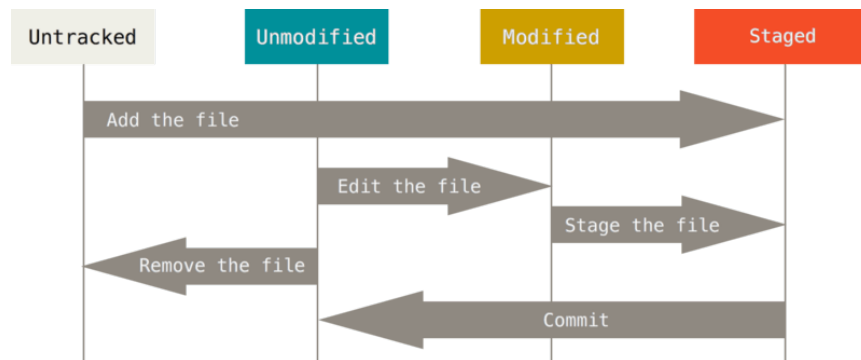 Untracked
Unmodified
Modified
Staged
Add the file
Edit the file
Stage the file
Remove the file
Commit